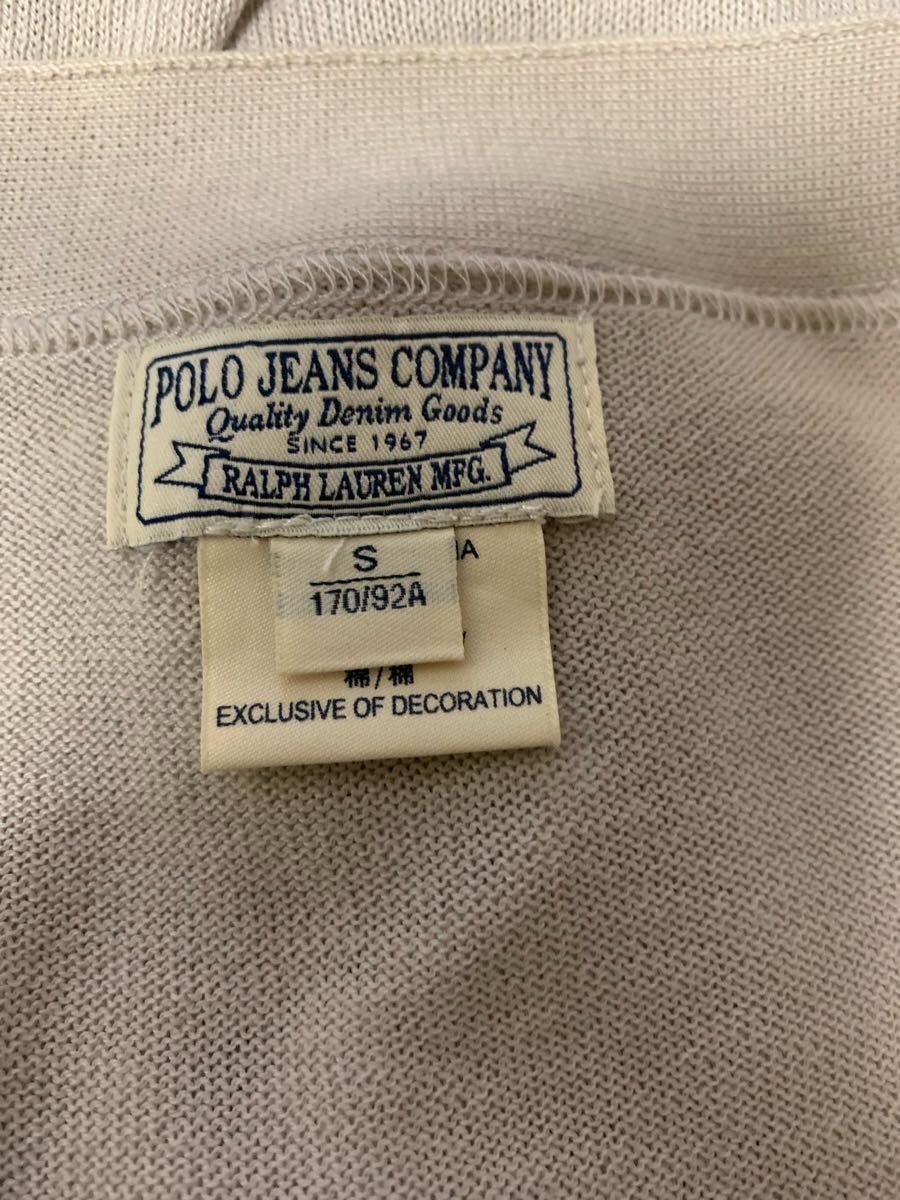 POLO JEANS COMPANY
Quality Denim Goods
SINCE 1967
RALPH LAUREN MFG.
S
170/92A
棉/棉
EXCLUSIVE OF DECORATION